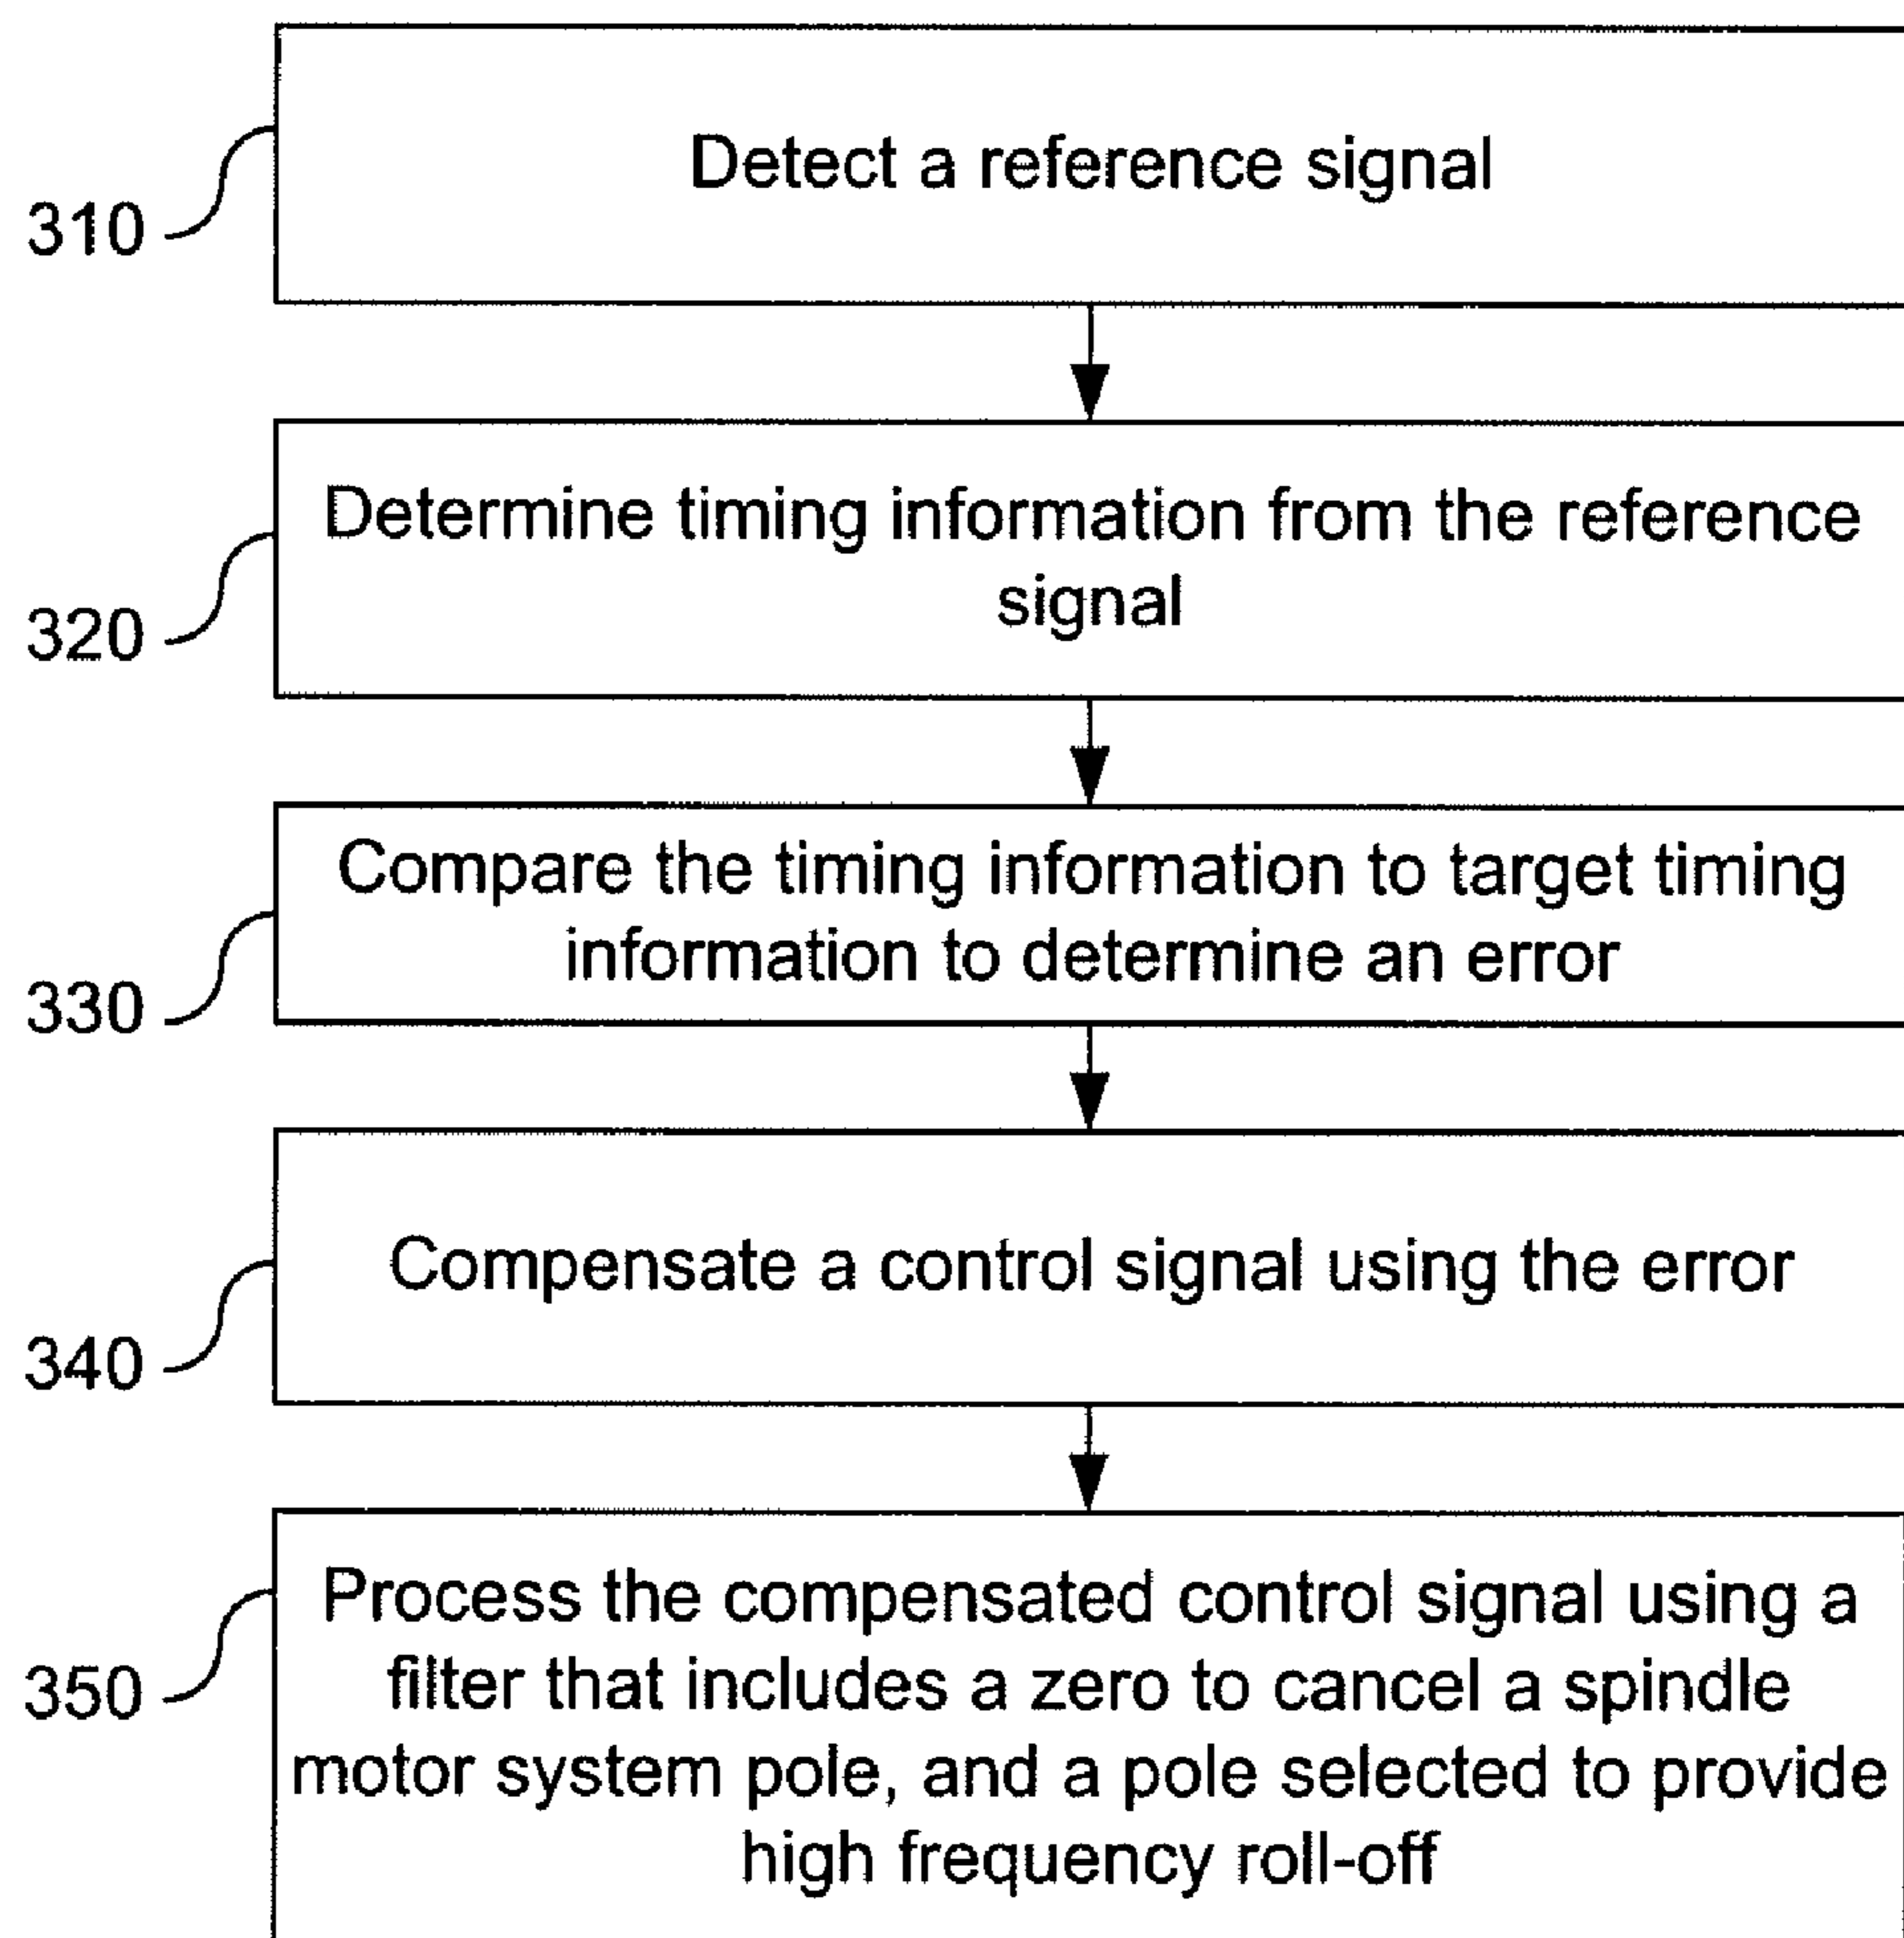 Detect a reference signal
310
Determine timing information from the reference
signal
320
Compare the timing information to target timing
information to determine an error
330
Compensate a control signal using the error
340
Process the compensated control signal using a
filter that includes a zero to cancel a spindle
motor system pole, and a pole selected to provide
high frequency roll-off
350